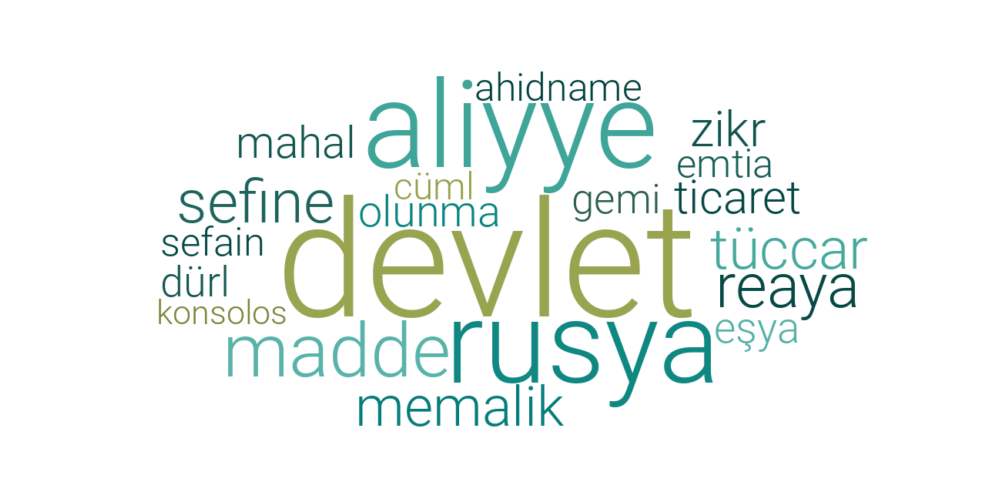 ahidname
aliyye
zikr
mahal
emtia
cüml
sefine
olunma
gemi
ticaret
sefain
devlet
tüccar
dürl
reaya
konsolos
eşya
madde
rusya
memalik